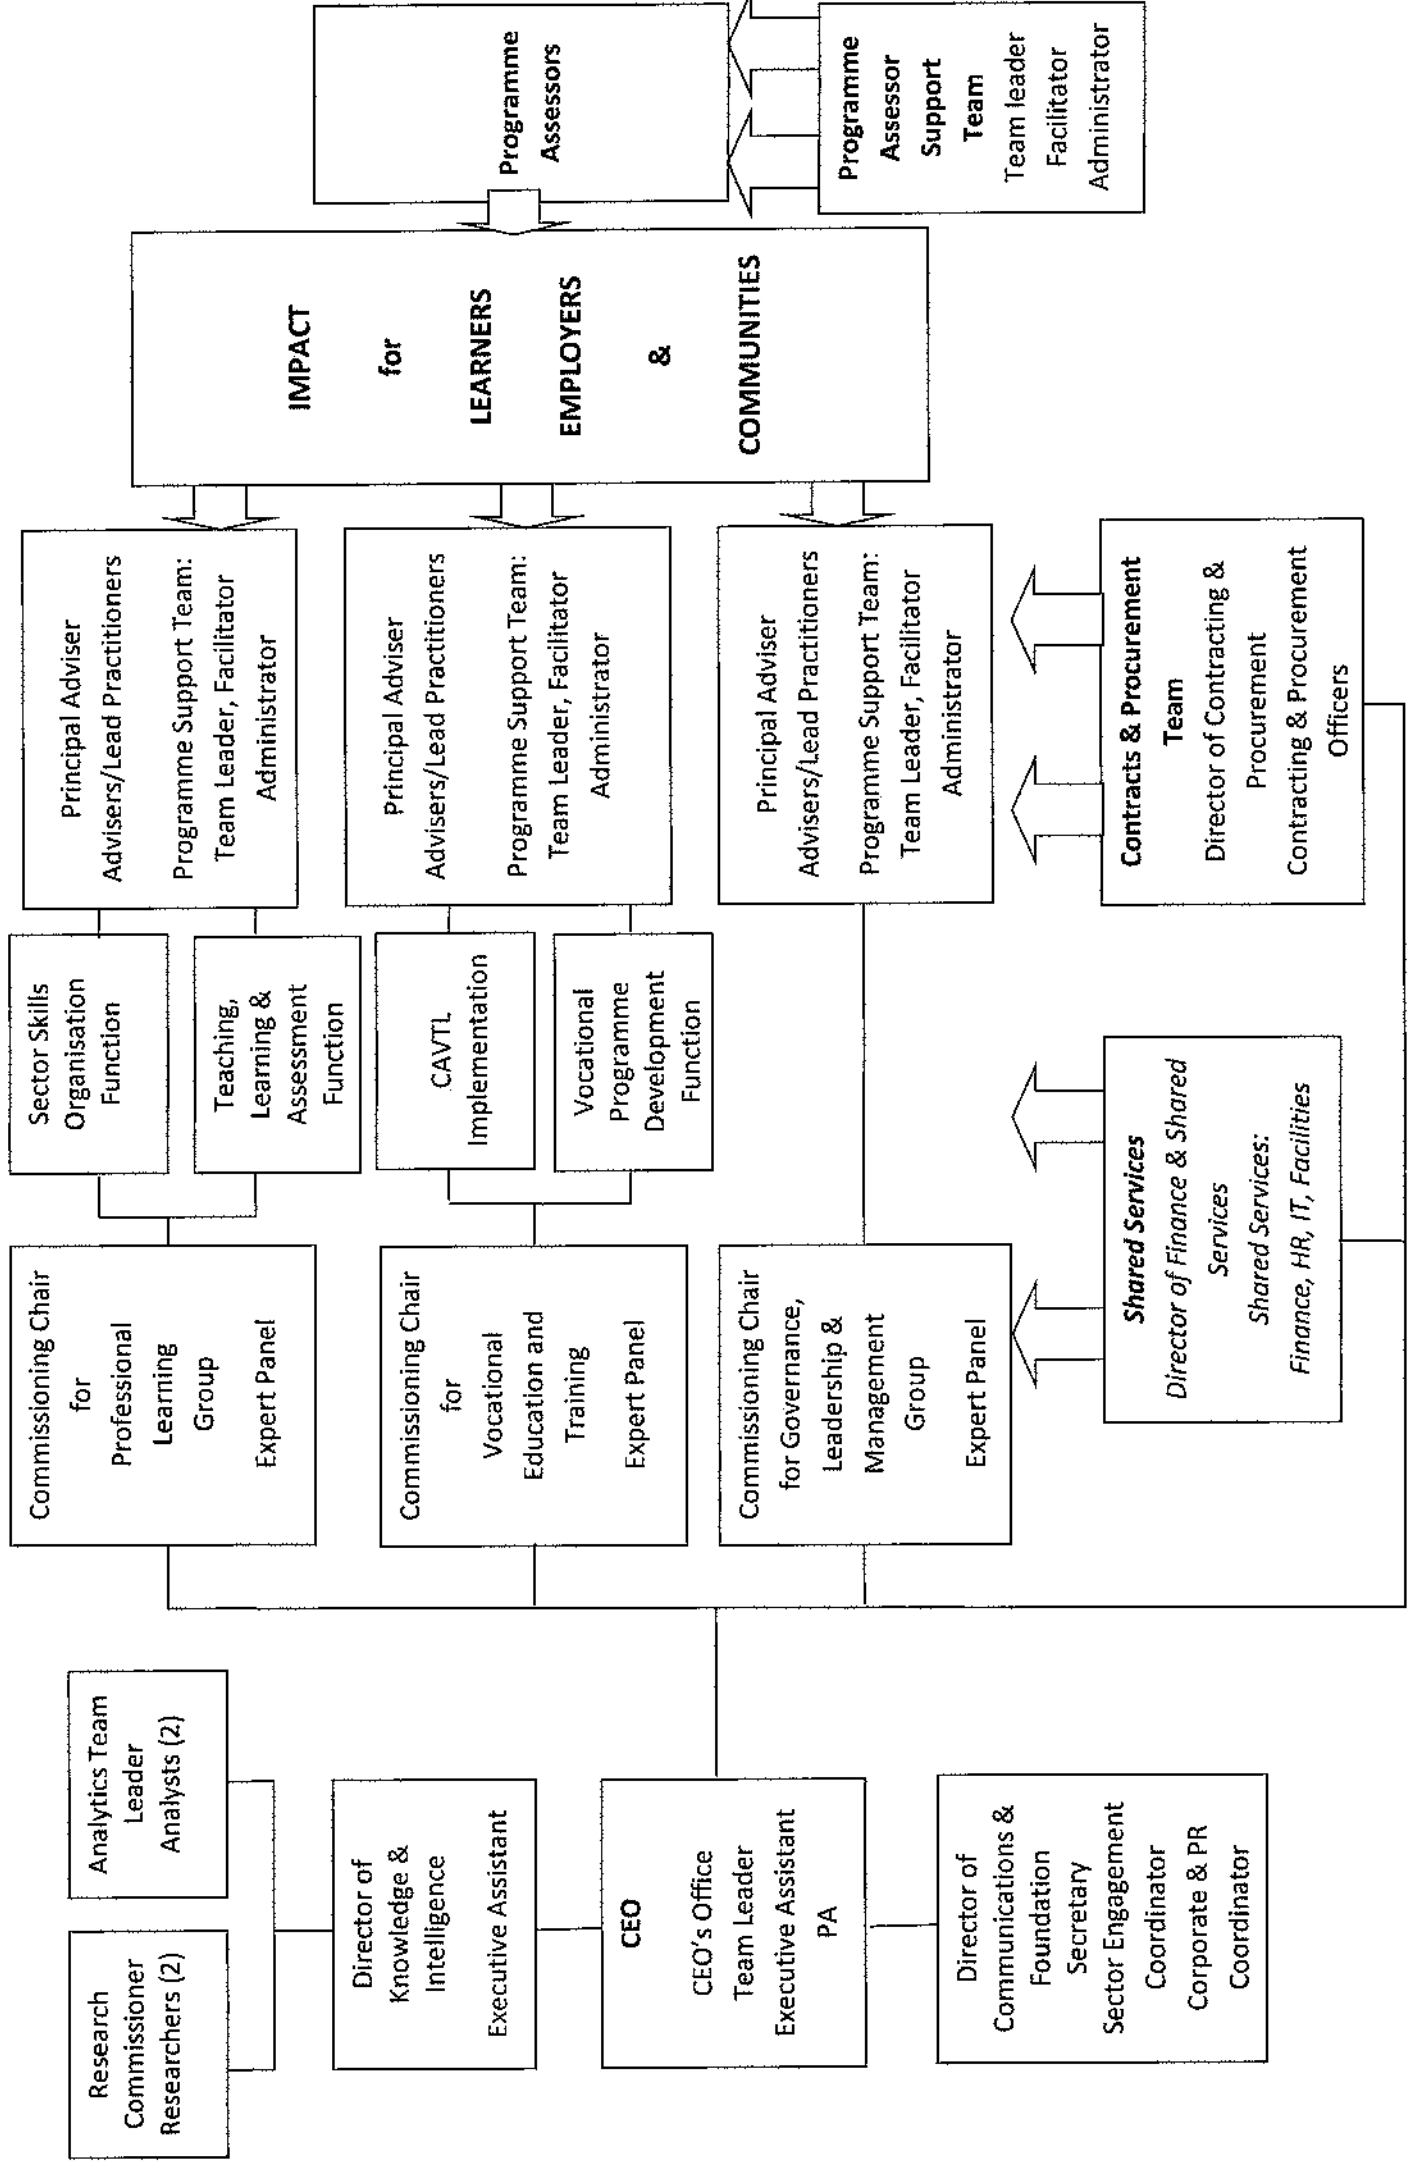 Research
Commissioner
Researchers (2)
Analytics Team
Leader
Analysts (2)
Director of
Knowledge &
Intelligence
Executive Assistant
CEO
CEO's Office
Team Leader
Executive Assistant
PA
Director of
Communications &
Foundation
Secretary
Sector Engagement
Coordinator
Corporate & PR
Coordinator
Commissioning Chair
for
Professional
Learning
Group
Expert Panel
Commissioning Chair
for
Vocational
Education and
Training
Expert Panel
Commissioning Chair
for Governance,
Leadership &
Management
Group
Expert Panel
Shared Services
Director of Finance & Shared
Services
Shared Services:
Finance, HR, IT, Facilities
Sector Skills
Organisation
Function
Teaching,
Learning &
Assessment
Function
CAVTL
Implementation
Vocational
Programme
Development
Function
Principal Adviser
Advisers/Lead Practitioners
Programme Support Team:
Team Leader, Facilitator
Administrator
Principal Adviser
Advisers/Lead Practitioners
Programme Support Team:
Team Leader, Facilitator
Administrator
Principal Adviser
Advisers/Lead Practitioners
Programme Support Team:
Team Leader, Facilitator
Administrator
Contracts & Procurement
Team
Director of Contracting &
Procurement
Contracting & Procurement
Officers
IMPACT
for
LEARNERS
EMPLOYERS
&
COMMUNITIES
Programme
Assessors
Programme
Assessor
Support
Team
Team leader
Facilitator
Administrator